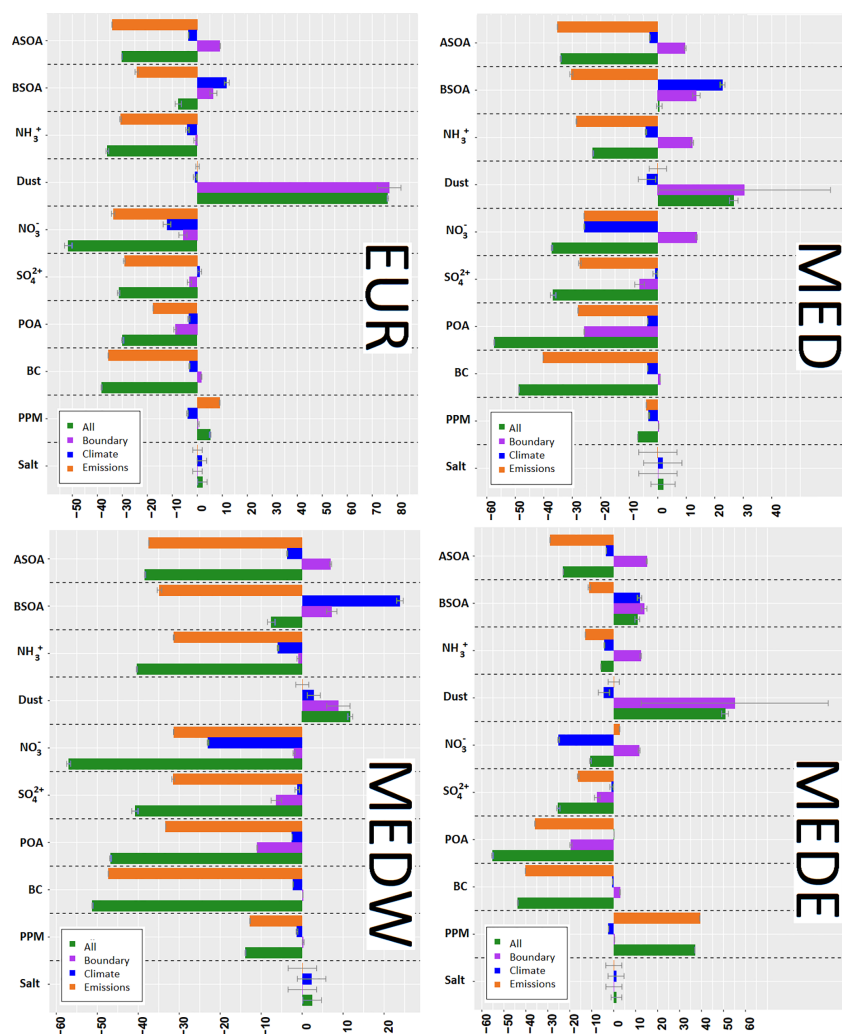 ASOA
BSOA
NH₃⁺
Dust
NO₃⁻
SO₄²⁺
POA
BC
PPM
Salt
All
Boundary
Climate
Emissions
EUR
-50 -40 -30 -20 -10 0 10 20 30 40 50 60 70 80
ASOA
BSOA
NH₃⁺
Dust
NO₃⁻
SO₄²⁺
POA
BC
PPM
Salt
All
Boundary
Climate
Emissions
MED
-60 -50 -40 -30 -20 -10 0 10 20 30 40
ASOA
BSOA
NH₃⁺
Dust
NO₃⁻
SO₄²⁺
POA
BC
PPM
Salt
All
Boundary
Climate
Emissions
MEDW
-60 -50 -40 -30 -20 -10 0 10 20
ASOA
BSOA
NH₃⁺
Dust
NO₃⁻
SO₄²⁺
POA
BC
PPM
Salt
All
Boundary
Climate
Emissions
MEDE
-60 -50 -40 -30 -20 -10 0 10 20 30 40 50 60